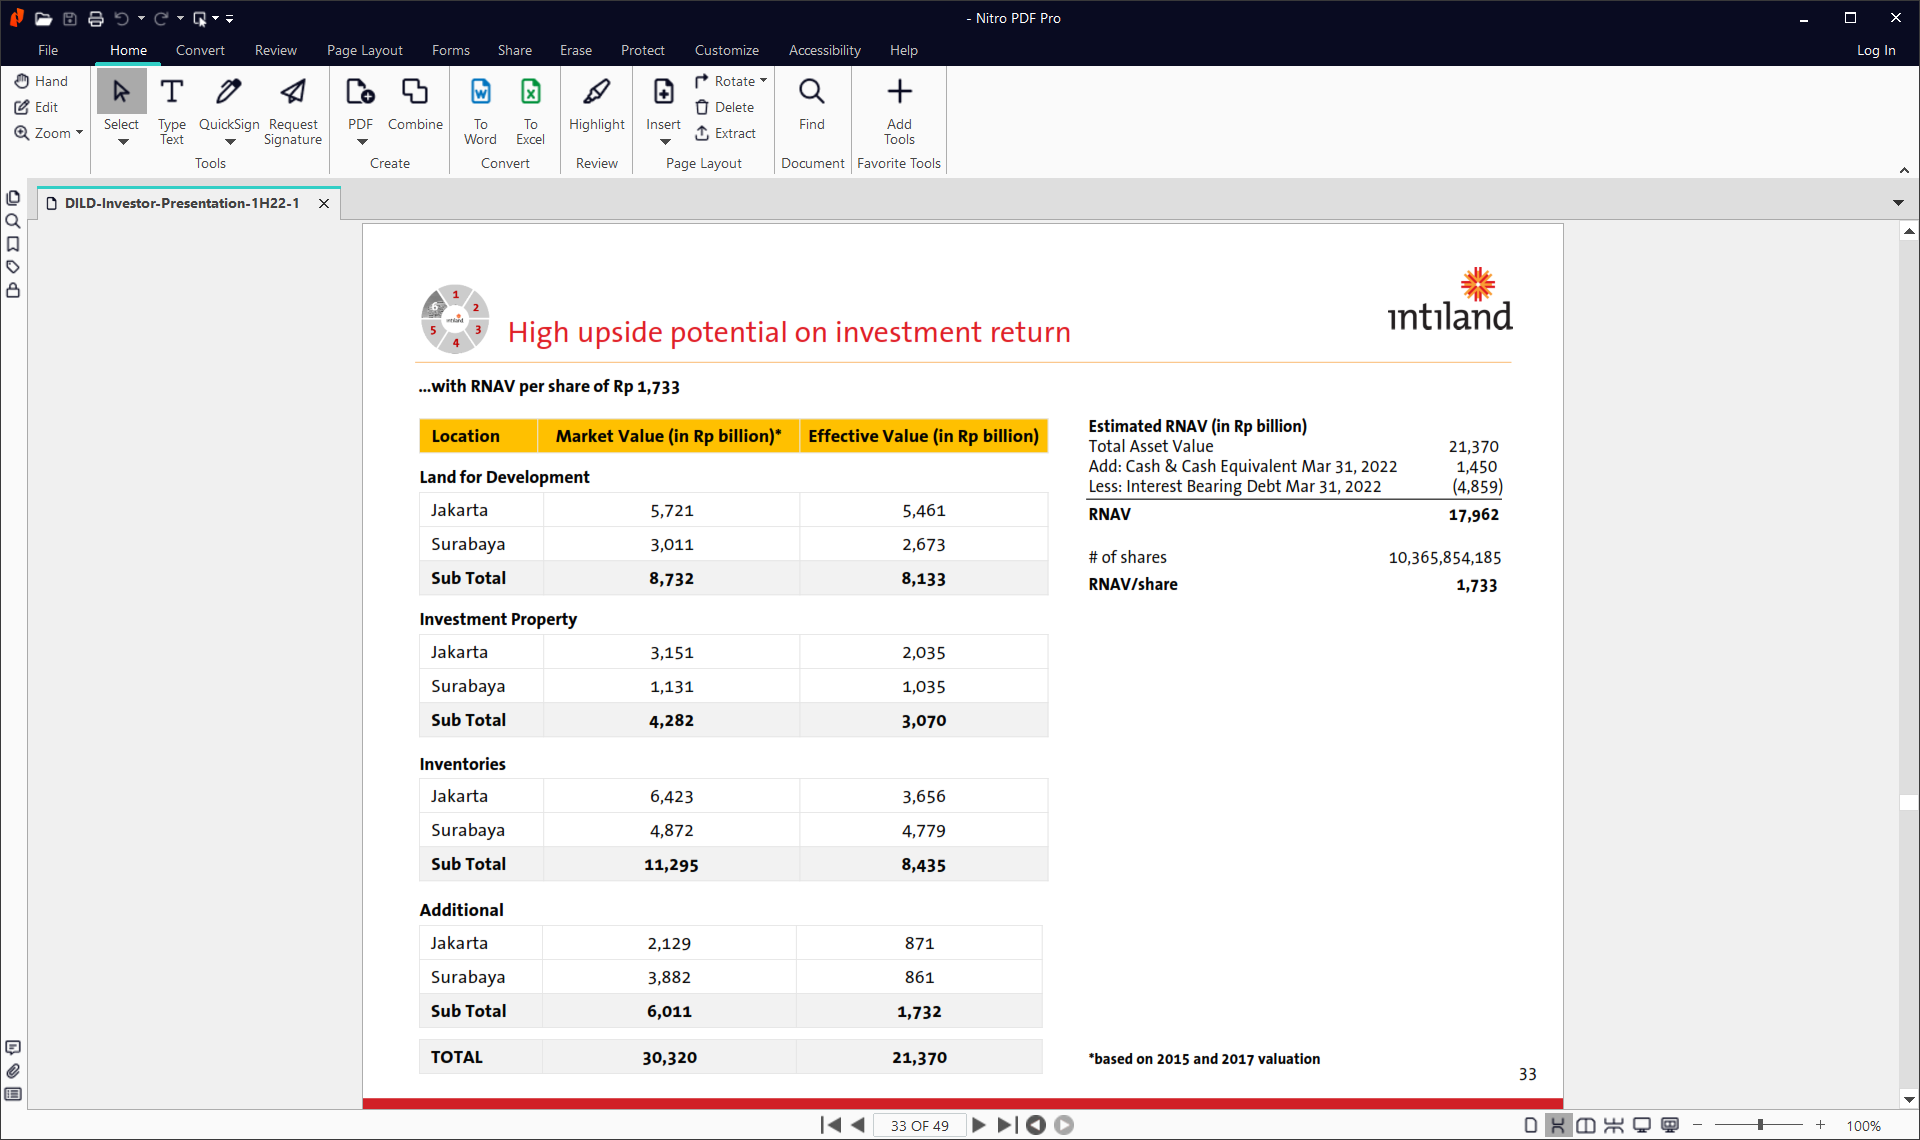 - Nitro PDF Pro
File Home Convert Review Page Layout Forms Share Erase Protect Customize Accessibility Help Log In
Hand
Edit
Zoom
Select
Type Text
QuickSign
Request Signature
Tools
PDF
Combine
Create
To Word
To Excel
Convert
Highlight
Review
Insert
Rotate
Delete
Extract
Page Layout
Find
Document
Add Tools
Favorite Tools
DILD-Investor-Presentation-1H22-1
1
2
3
4
5
6
intiland
High upside potential on investment return
intiland
...with RNAV per share of Rp 1,733
Location Market Value (in Rp billion)* Effective Value (in Rp billion)
Land for Development
Jakarta 5,721 5,461
Surabaya 3,011 2,673
Sub Total 8,732 8,133
Investment Property
Jakarta 3,151 2,035
Surabaya 1,131 1,035
Sub Total 4,282 3,070
Inventories
Jakarta 6,423 3,656
Surabaya 4,872 4,779
Sub Total 11,295 8,435
Additional
Jakarta 2,129 871
Surabaya 3,882 861
Sub Total 6,011 1,732
TOTAL 30,320 21,370
Estimated RNAV (in Rp billion)
Total Asset Value 21,370
Add: Cash & Cash Equivalent Mar 31, 2022 1,450
Less: Interest Bearing Debt Mar 31, 2022 (4,859)
RNAV 17,962
# of shares 10,365,854,185
RNAV/share 1,733
*based on 2015 and 2017 valuation
33
33 OF 49
100%